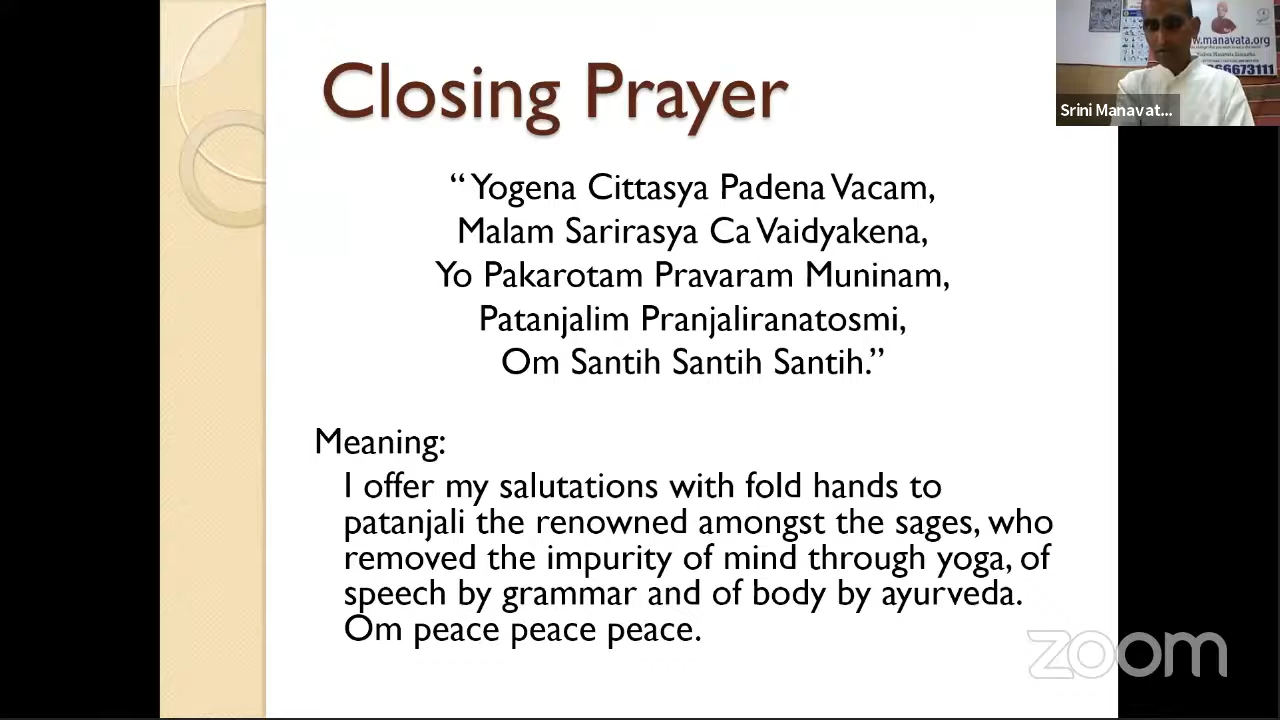 Closing Prayer
“ Yogena Cittasya Padena Vacam,
Malam Sarirasya Ca Vaidyakena,
Yo Pakarotam Pravaram Muninam,
Patanjalim Pranjaliranatosmi,
Om Santih Santih Santih.”
Meaning:
I offer my salutations with fold hands to
patanjali the renowned amongst the sages, who
removed the impurity of mind through yoga, of
speech by grammar and of body by ayurveda.
Om peace peace peace.
w.manavata.org
66673111
Srini Manavat...
zoom